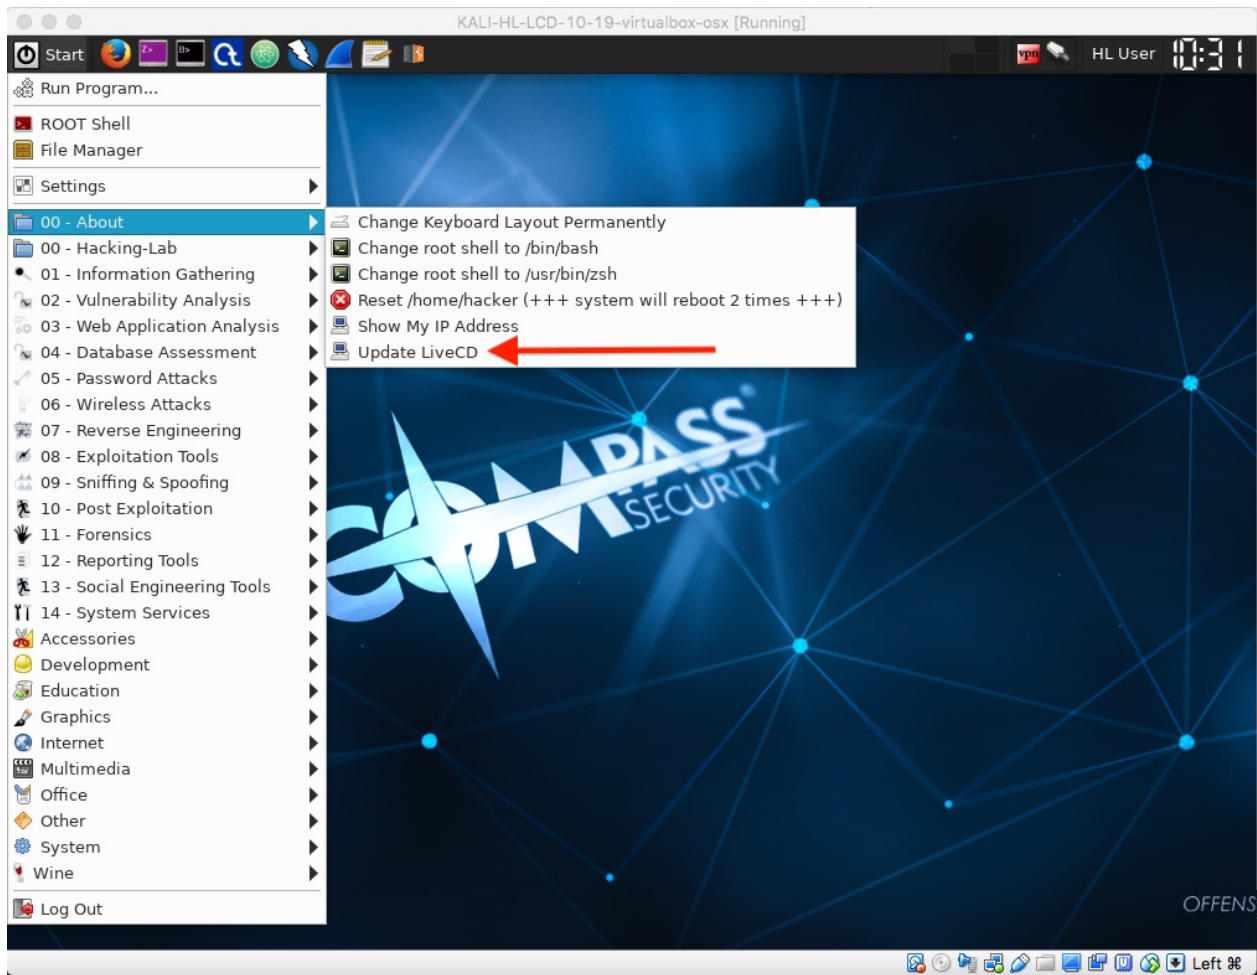 KALI-HL-LCD-10-19-virtualbox-osx [Running]
Start
vpn
HL User
10:31
Run Program...
ROOT Shell
File Manager
Settings
00 - About
00 - Hacking-Lab
01 - Information Gathering
02 - Vulnerability Analysis
03 - Web Application Analysis
04 - Database Assessment
05 - Password Attacks
06 - Wireless Attacks
07 - Reverse Engineering
08 - Exploitation Tools
09 - Sniffing & Spoofing
10 - Post Exploitation
11 - Forensics
12 - Reporting Tools
13 - Social Engineering Tools
14 - System Services
Accessories
Development
Education
Graphics
Internet
Multimedia
Office
Other
System
Wine
Log Out
Change Keyboard Layout Permanently
Change root shell to /bin/bash
Change root shell to /usr/bin/zsh
Reset /home/hacker (+++ system will reboot 2 times +++)
Show My IP Address
Update LiveCD
COMPASS
SECURITY
OFFENS
Left ⌘